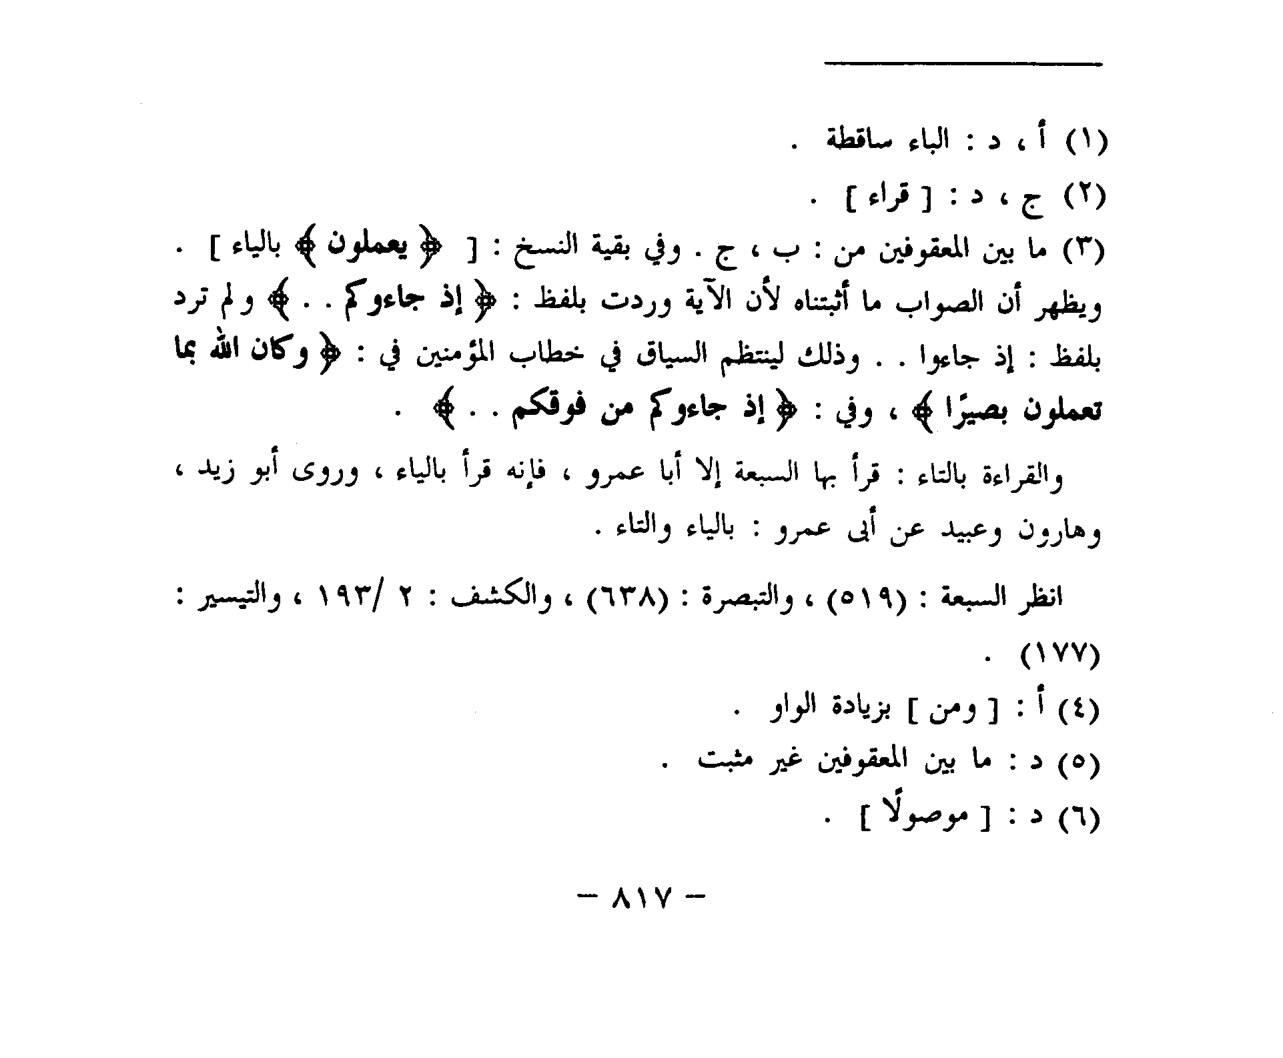 (١) أ ، د : الباء ساقطة .
(٢) ج ، د : [ قراء ] .
(٣) ما بين المعقوفين من : ب ، ج . وفي بقية النسخ : [ ﴿ يعملون ﴾ بالياء ] .
ويظهر أن الصواب ما أثبتناه لأن الآية وردت بلفظ : ﴿ إذ جاءوكم . . ﴾ ولم ترد
بلفظ : إذ جاءوا . . وذلك لينتظم السياق في خطاب المؤمنين في : ﴿ وكان الله بما
تعملون بصيرًا ﴾ ، وفي : ﴿ إذ جاءوكم من فوقكم . . ﴾ .
والقراءة بالتاء : قرأ بها السبعة إلا أبا عمرو ، فإنه قرأ بالياء ، وروى أبو زيد ،
وهارون وعبيد عن أبى عمرو : بالياء والتاء .
انظر السبعة : (٥١٩) ، والتبصرة : (٦٣٨) ، والكشف : ٢ /١٩٣ ، والتيسير :
(١٧٧) .
(٤) أ : [ ومن ] بزيادة الواو .
(٥) د : ما بين المعقوفين غير مثبت .
(٦) د : [ موصولًا ] .
– ٨١٧ –